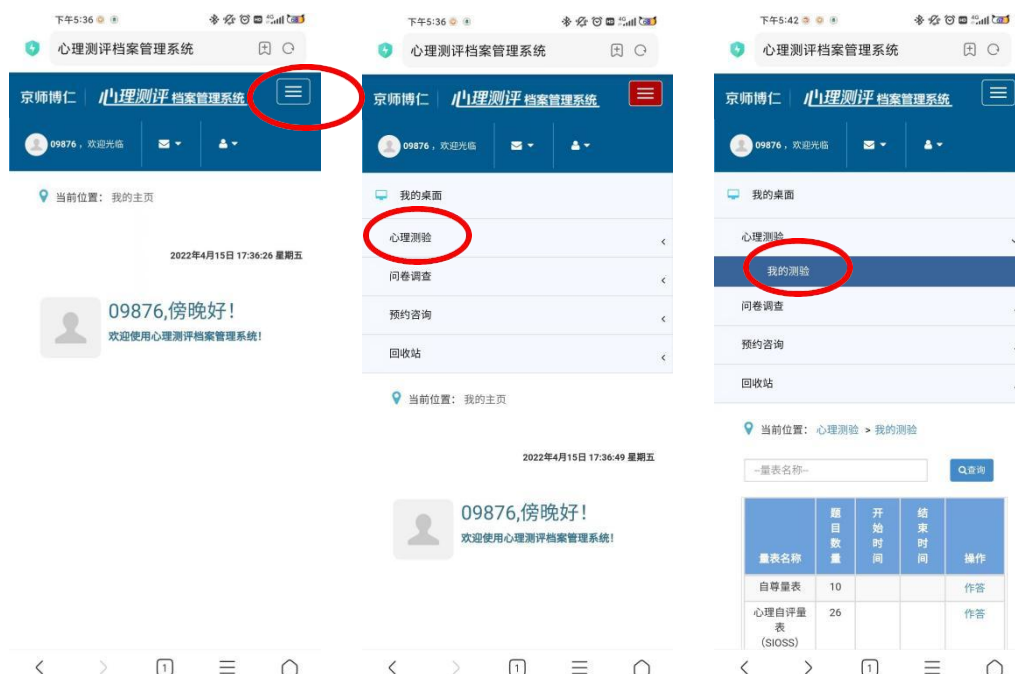 下午5:36
心理测评档案管理系统
京师博仁 心理测评 档案管理系统
09876，欢迎光临
当前位置： 我的主页
2022年4月15日 17:36:26 星期五
09876,傍晚好！
欢迎使用心理测评档案管理系统！
1
下午5:36
心理测评档案管理系统
京师博仁 心理测评 档案管理系统
09876，欢迎光临
我的桌面
心理测验
问卷调查
预约咨询
回收站
当前位置： 我的主页
2022年4月15日 17:36:49 星期五
09876,傍晚好！
欢迎使用心理测评档案管理系统！
1
下午5:42
心理测评档案管理系统
京师博仁 心理测评 档案管理系统
09876，欢迎光临
我的桌面
心理测验
我的测验
问卷调查
预约咨询
回收站
当前位置： 心理测验 > 我的测验
--量表名称-- 查询
量表名称 题目数量 开始时间 结束时间 操作
自尊量表 10 作答
心理自评量表（SIOSS） 26 作答
1